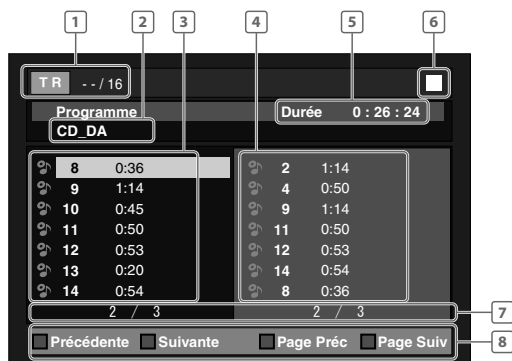 1 2 3 4 5 6
TR - - / 16
Programme Durée 0 : 26 : 24
CD_DA
8 0:36 2 1:14
9 1:14 4 0:50
10 0:45 9 1:14
11 0:50 11 0:50
12 0:53 12 0:53
13 0:20 14 0:54
14 0:54 8 0:36
2 / 3 2 / 3 7
Précédente Suivante Page Préc Page Suiv 8